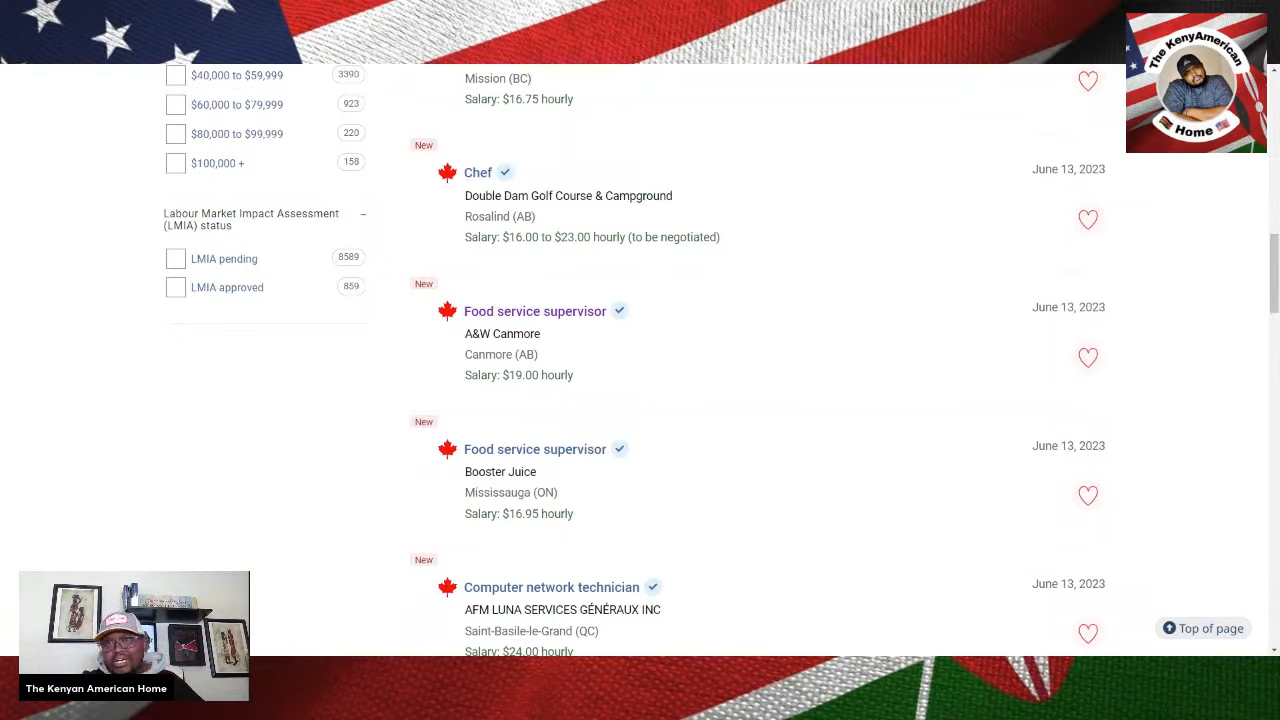 $40,000 to $59,999 3390
$60,000 to $79,999 923
$80,000 to $99,999 220
$100,000 + 158
Labour Market Impact Assessment
(LMIA) status –
LMIA pending 8589
LMIA approved 859
Mission (BC)
Salary: $16.75 hourly
New
Chef June 13, 2023
Double Dam Golf Course & Campground
Rosalind (AB)
Salary: $16.00 to $23.00 hourly (to be negotiated)
New
Food service supervisor June 13, 2023
A&W Canmore
Canmore (AB)
Salary: $19.00 hourly
New
Food service supervisor June 13, 2023
Booster Juice
Mississauga (ON)
Salary: $16.95 hourly
New
Computer network technician June 13, 2023
AFM LUNA SERVICES GÉNÉRAUX INC
Saint-Basile-le-Grand (QC)
Salary: $24.00 hourly
Top of page
The KenyAmerican
Home
The Kenyan American Home